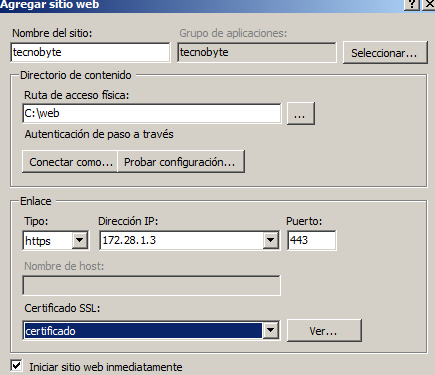 Agregar sitio web
Nombre del sitio: Grupo de aplicaciones:
tecnobyte tecnobyte Seleccionar...
Directorio de contenido
Ruta de acceso física:
C:\web ...
Autenticación de paso a través
Conectar como... Probar configuración...
Enlace
Tipo: Dirección IP: Puerto:
https 172.28.1.3 443
Nombre de host:
Certificado SSL:
certificado Ver...
Iniciar sitio web inmediatamente